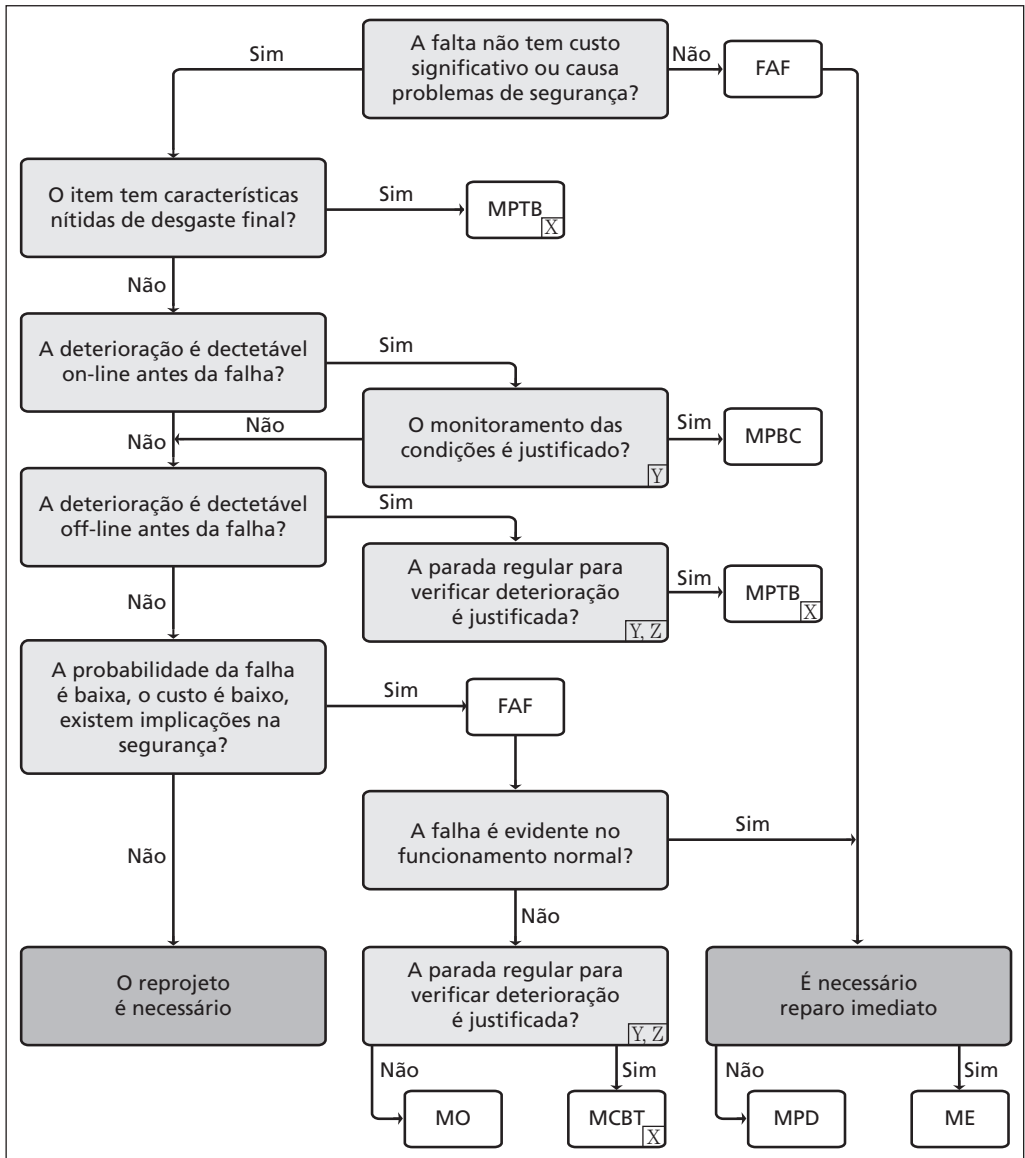 A falta não tem custo
significativo ou causa
problemas de segurança?
Sim
Não
FAF
O item tem características
nítidas de desgaste final?
Sim
MPTB
X
Não
A deterioração é dectetável
on-line antes da falha?
Sim
Não
Não
O monitoramento das
condições é justificado?
Y
Sim
MPBC
A deterioração é dectetável
off-line antes da falha?
Sim
A parada regular para
verificar deterioração
é justificada?
Y, Z
Sim
MPTB
X
Não
A probabilidade da falha
é baixa, o custo é baixo,
existem implicações na
segurança?
Sim
FAF
A falha é evidente no
funcionamento normal?
Sim
Não
Não
O reprojeto
é necessário
A parada regular para
verificar deterioração
é justificada?
Y, Z
É necessário
reparo imediato
Não
Sim
Não
Sim
MO
MCBT
X
MPD
ME